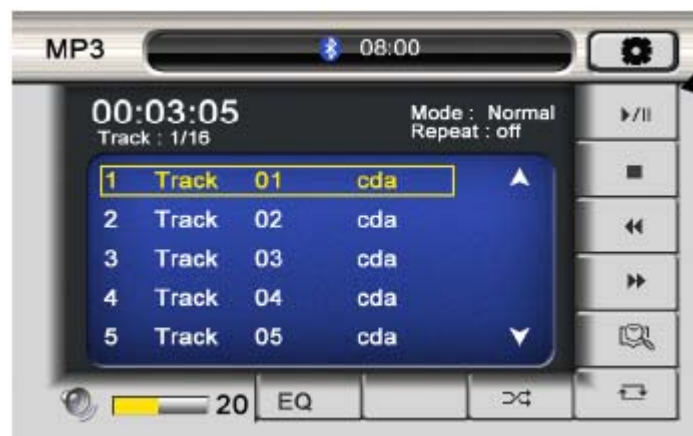 MP3 08:00
00:03:05 Mode : Normal
Track : 1/16 Repeat : off
1 Track 01 cda
2 Track 02 cda
3 Track 03 cda
4 Track 04 cda
5 Track 05 cda
20 EQ